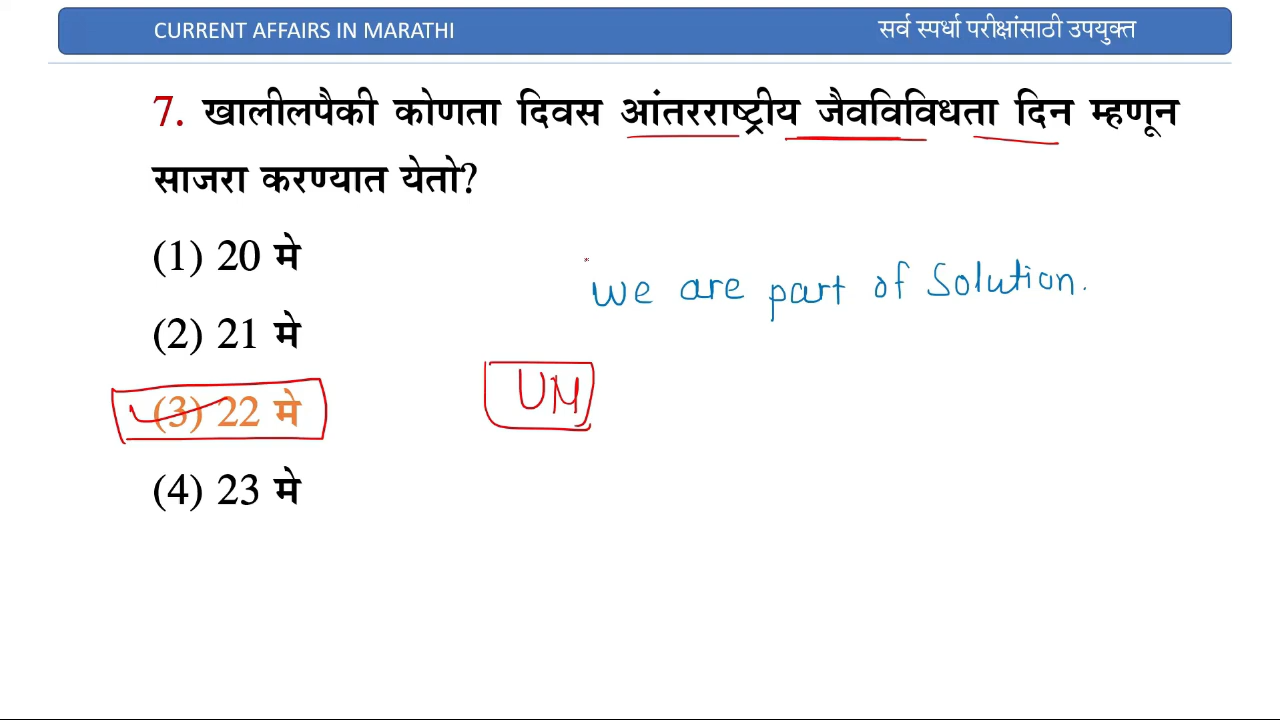 CURRENT AFFAIRS IN MARATHI
सर्व स्पर्धा परीक्षांसाठी उपयुक्त
7. खालीलपैकी कोणता दिवस आंतरराष्ट्रीय जैवविविधता दिन म्हणून
साजरा करण्यात येतो?
(1) 20 मे
We are part of Solution.
(2) 21 मे
(3) 22 मे
UN
(4) 23 मे